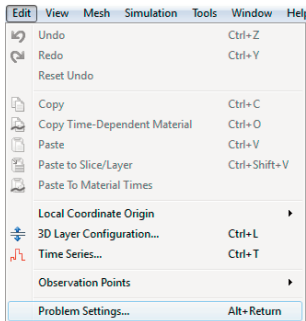 Edit View Mesh Simulation Tools Window Help
Undo Ctrl+Z
Redo Ctrl+Y
Reset Undo
Copy Ctrl+C
Copy Time-Dependent Material Ctrl+O
Paste Ctrl+V
Paste to Slice/Layer Ctrl+Shift+V
Paste To Material Times
Local Coordinate Origin
3D Layer Configuration... Ctrl+L
Time Series... Ctrl+T
Observation Points
Problem Settings... Alt+Return